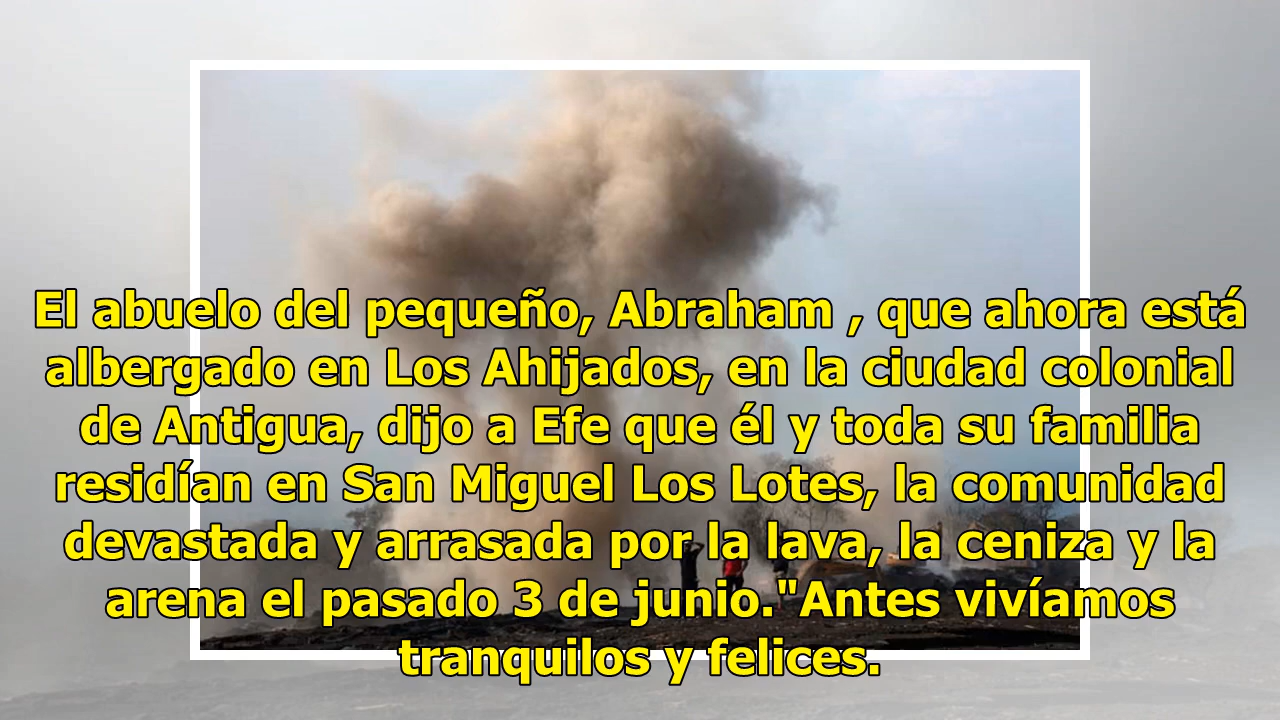 El abuelo del pequeño, Abraham , que ahora está
albergado en Los Ahijados, en la ciudad colonial
de Antigua, dijo a Efe que él y toda su familia
residían en San Miguel Los Lotes, la comunidad
devastada y arrasada por la lava, la ceniza y la
arena el pasado 3 de junio."Antes vivíamos
tranquilos y felices.